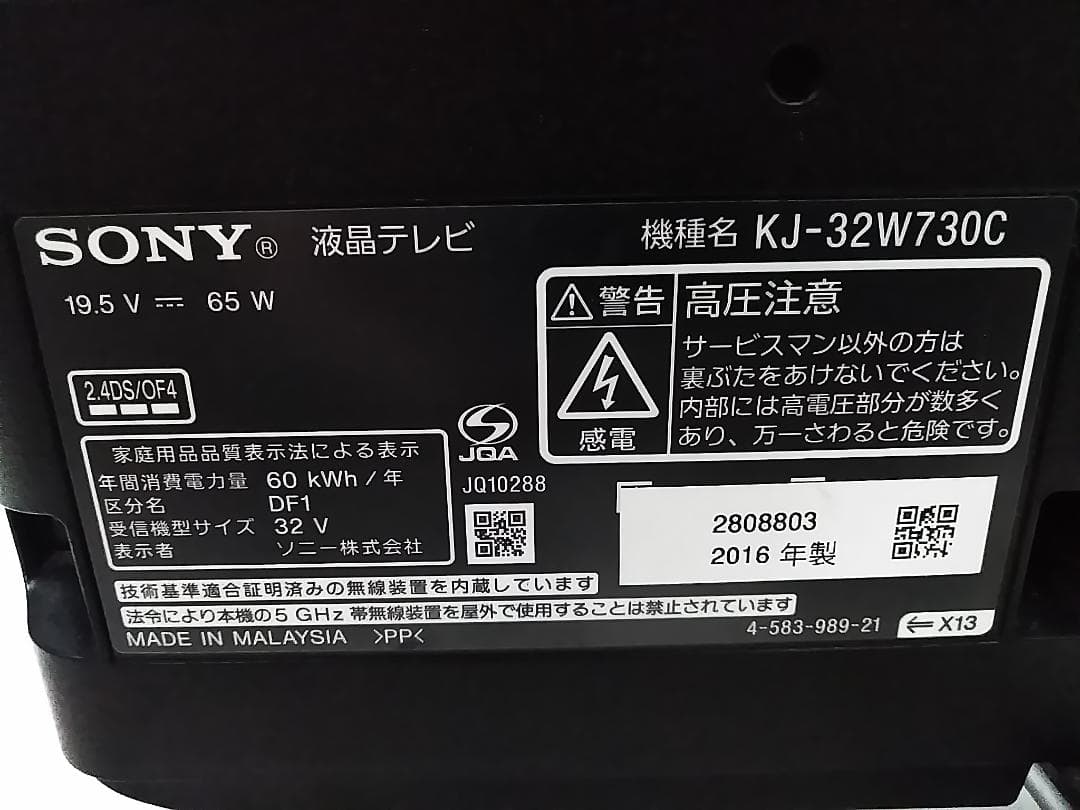 SONY® 液晶テレビ
機種名 KJ-32W730C
19.5 V ⎓ 65 W
⚠警告 高圧注意
感電
サービスマン以外の方は
裏ぶたをあけないでください。
内部には高電圧部分が数多く
あり、万一さわると危険です。
2.4DS/OF4
家庭用品品質表示法による表示
年間消費電力量 60 kWh / 年
区分名 DF1
受信機型サイズ 32 V
表示者 ソニー株式会社
JQA
JQ10288
2808803
2016 年製
技術基準適合証明済みの無線装置を内蔵しています
法令により本機の5 GHz 帯無線装置を屋外で使用することは禁止されています
MADE IN MALAYSIA >PP<
4-583-989-21 ⇐ X13